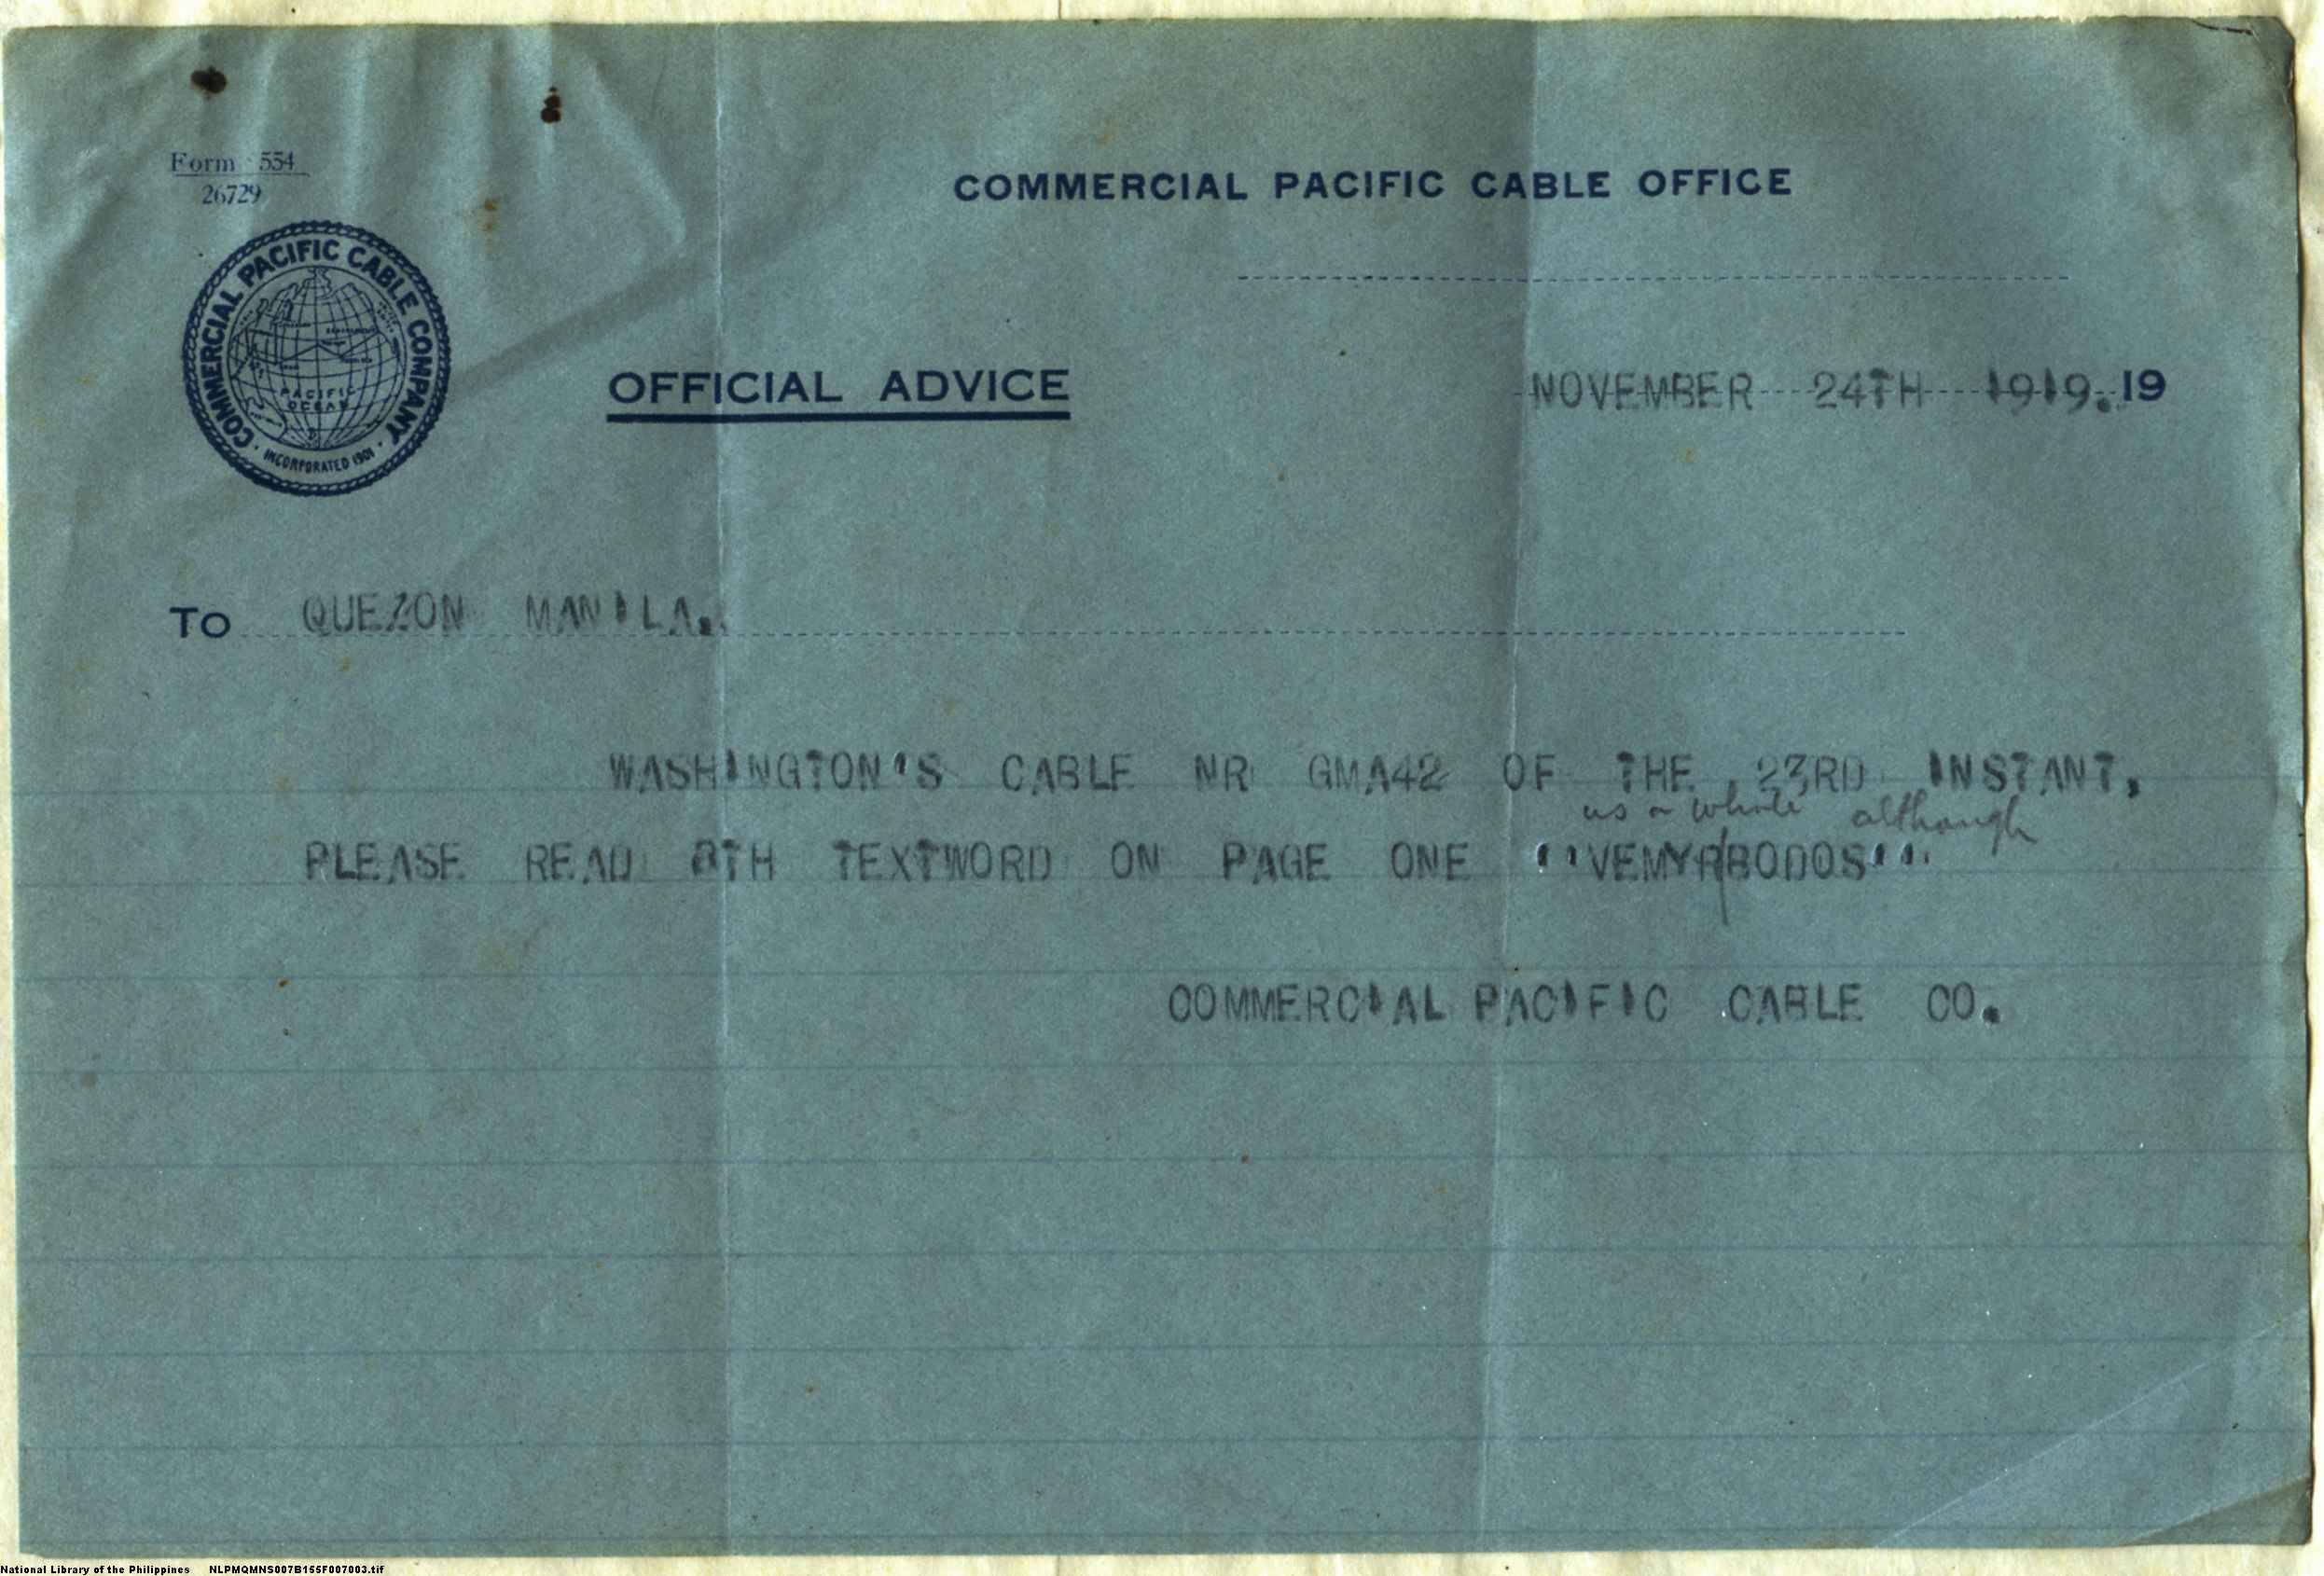 Form 554
26729
COMMERCIAL PACIFIC CABLE OFFICE
COMMERCIAL PACIFIC CABLE COMPANY
PACIFIC
OCEAN
INCORPORATED 1901
OFFICIAL ADVICE
NOVEMBER 24TH 1919. 19
To QUEZON MANILA.
WASHINGTON'S CABLE NR GMA42 OF THE 23RD INSTANT,
as a whole although
PLEASE READ 8TH TEXTWORD ON PAGE ONE ''VEMYR/BODOS''.
COMMERCIAL PACIFIC CABLE CO.
National Library of the Philippines NLPMQMNS007B155F007003.tif